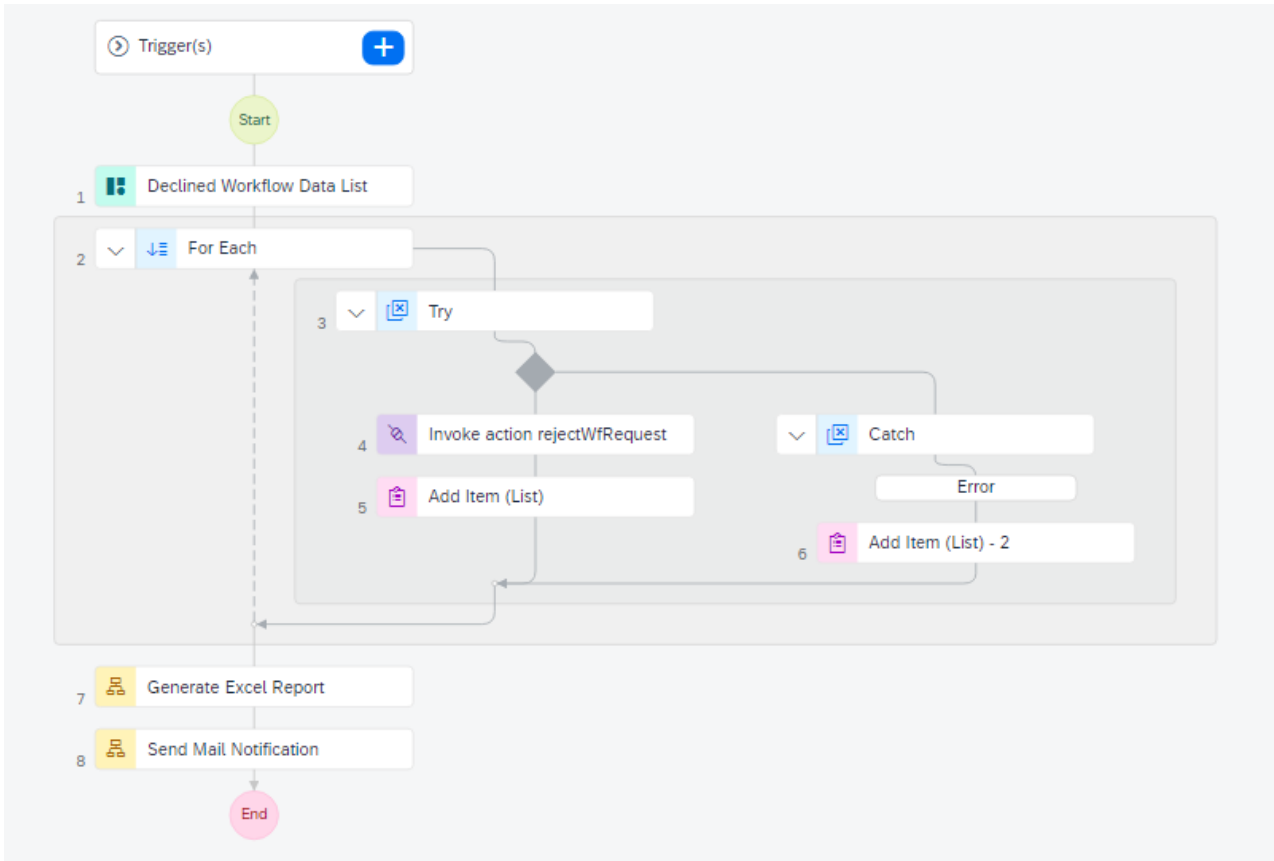 Trigger(s)
Start
1 Declined Workflow Data List
2 For Each
3 Try
4 Invoke action rejectWfRequest
Catch
Error
5 Add Item (List)
6 Add Item (List) - 2
7 Generate Excel Report
8 Send Mail Notification
End